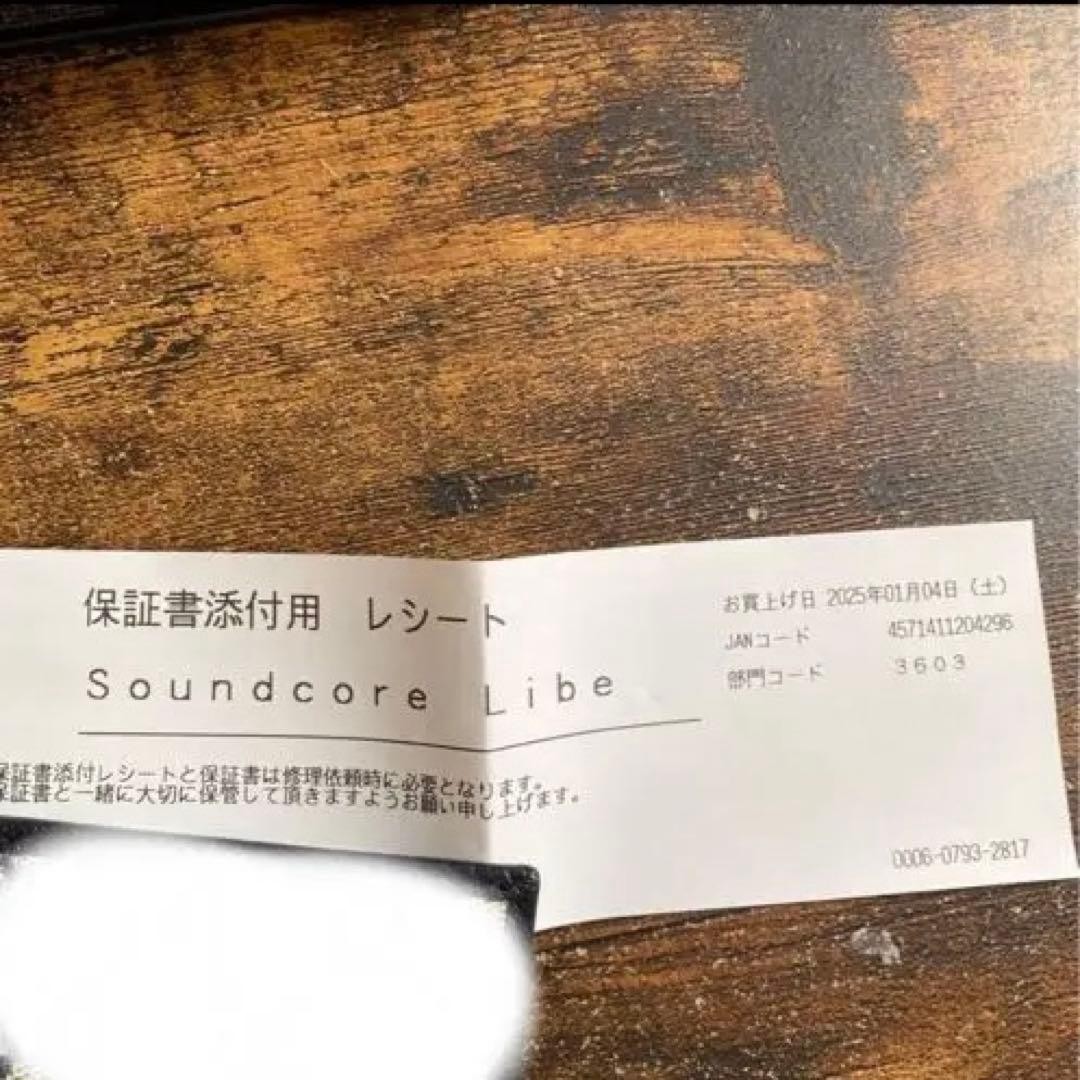 保証書添付用 レシート
Soundcore Libe
お買上げ日 2025年01月04日（土）
JANコード 4571411204296
部門コード 3603
保証書添付レシートと保証書は修理依頼時に必要となります。
保証書と一緒に大切に保管して頂きますようお願い申し上げます。
0006-0793-2817